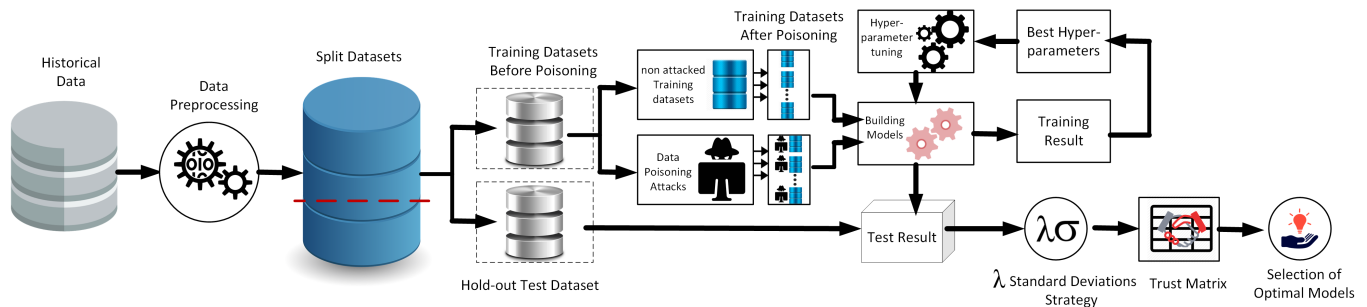 Historical
Data
Data
Preprocessing
Split Datasets
Training Datasets
Before Poisoning
Hold-out Test Dataset
Training Datasets
After Poisoning
non attacked
Training
datasets
Data
Poisoning
Attacks
Hyper-
parameter
tuning
Best Hyper-
parameters
Building
Models
Training
Result
Test Result
λσ
λ Standard Deviations
Strategy
Trust Matrix
Selection of
Optimal Models